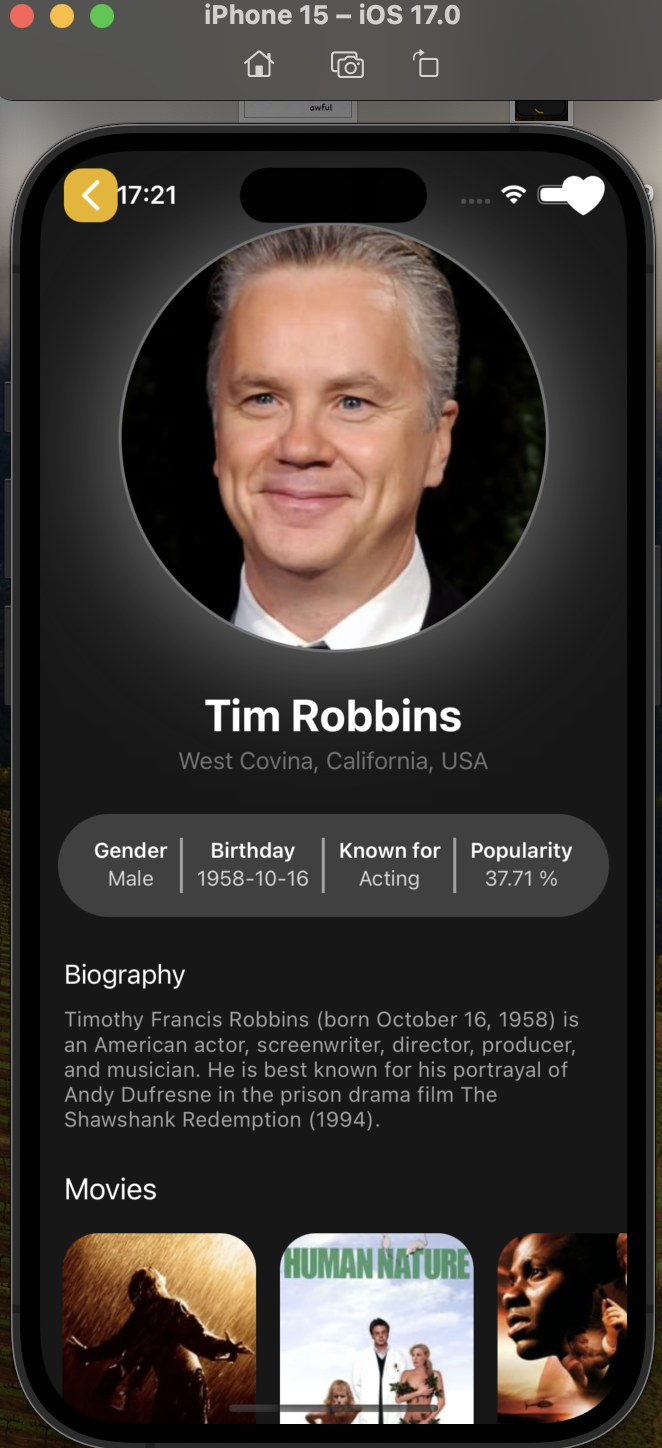 iPhone 15 – iOS 17.0
awful
17:21
Tim Robbins
West Covina, California, USA
Gender Birthday Known for Popularity
Male 1958-10-16 Acting 37.71 %
Biography
Timothy Francis Robbins (born October 16, 1958) is
an American actor, screenwriter, director, producer,
and musician. He is best known for his portrayal of
Andy Dufresne in the prison drama film The
Shawshank Redemption (1994).
Movies
HUMAN NATURE